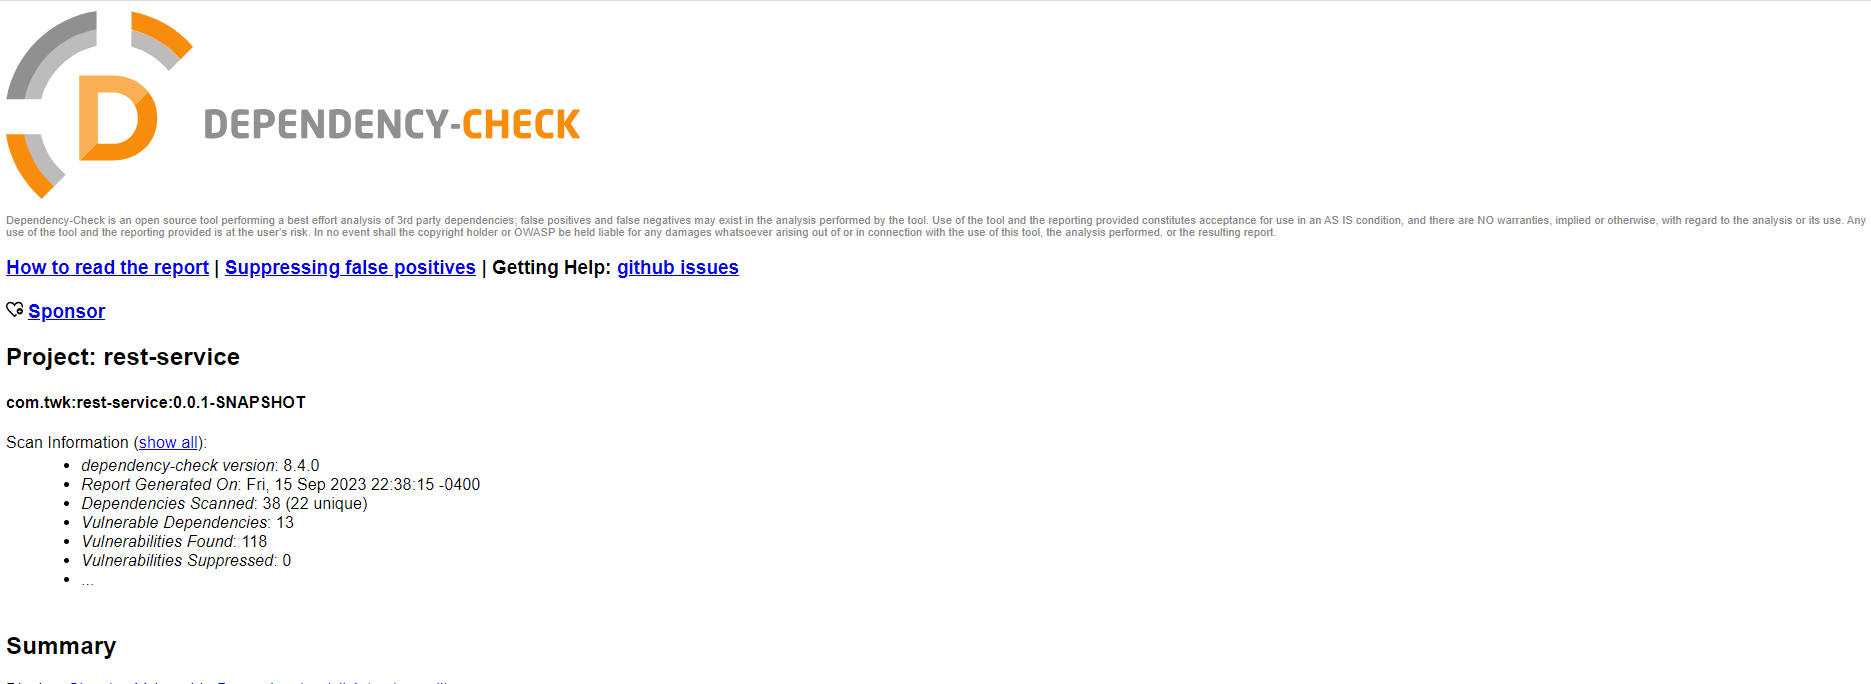 D
DEPENDENCY-CHECK
Dependency-Check is an open source tool performing a best effort analysis of 3rd party dependencies; false positives and false negatives may exist in the analysis performed by the tool. Use of the tool and the reporting provided constitutes acceptance for use in an AS IS condition, and there are NO warranties, implied or otherwise, with regard to the analysis or its use. Any
use of the tool and the reporting provided is at the user's risk. In no event shall the copyright holder or OWASP be held liable for any damages whatsoever arising out of or in connection with the use of this tool, the analysis performed, or the resulting report.
How to read the report | Suppressing false positives | Getting Help: github issues
Sponsor
Project: rest-service
com.twk:rest-service:0.0.1-SNAPSHOT
Scan Information (show all):
• dependency-check version: 8.4.0
• Report Generated On: Fri, 15 Sep 2023 22:38:15 -0400
• Dependencies Scanned: 38 (22 unique)
• Vulnerable Dependencies: 13
• Vulnerabilities Found: 118
• Vulnerabilities Suppressed: 0
• ...
Summary